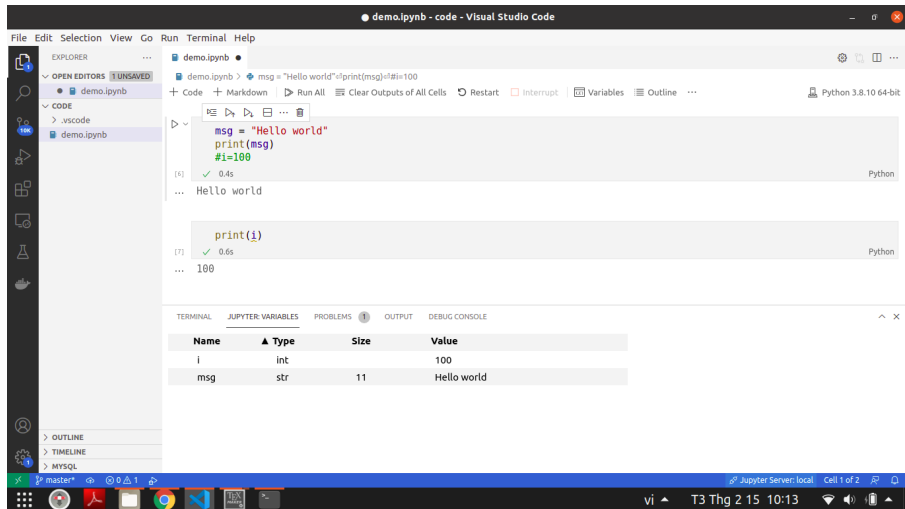 demo.ipynb - code - Visual Studio Code
File Edit Selection View Go Run Terminal Help
EXPLORER
demo.ipynb
OPEN EDITORS 1 UNSAVED
demo.ipynb > msg = "Hello world"⏎print(msg)⏎#i=100
demo.ipynb
+ Code + Markdown Run All Clear Outputs of All Cells Restart Interrupt Variables Outline ... Python 3.8.10 64-bit
CODE
> .vscode
demo.ipynb
10K
msg = "Hello world"
print(msg)
#i=100
[6] ✓ 0.4s Python
... Hello world
print(i)
[7] ✓ 0.6s Python
... 100
TERMINAL JUPYTER: VARIABLES PROBLEMS 1 OUTPUT DEBUG CONSOLE
Name ▲ Type Size Value
i int 100
msg str 11 Hello world
> OUTLINE
> TIMELINE
> MYSQL
master* 0 1 Jupyter Server: local Cell 1 of 2
TEX
vi T3 Thg 2 15 10:13